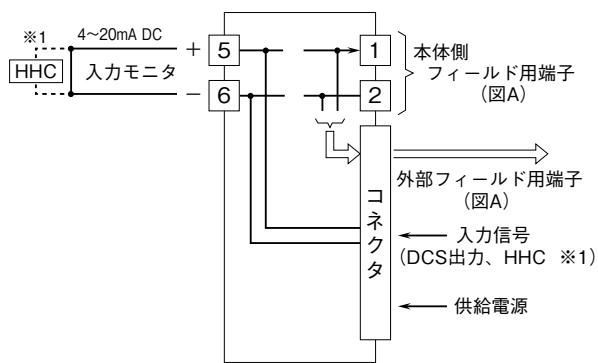 ※1
4〜20mA DC
HHC
入力モニタ
+
−
5
6
1
2
本体側
フィールド用端子
(図A)
コネクタ
外部フィールド用端子
(図A)
入力信号
(DCS出力、HHC ※1)
供給電源